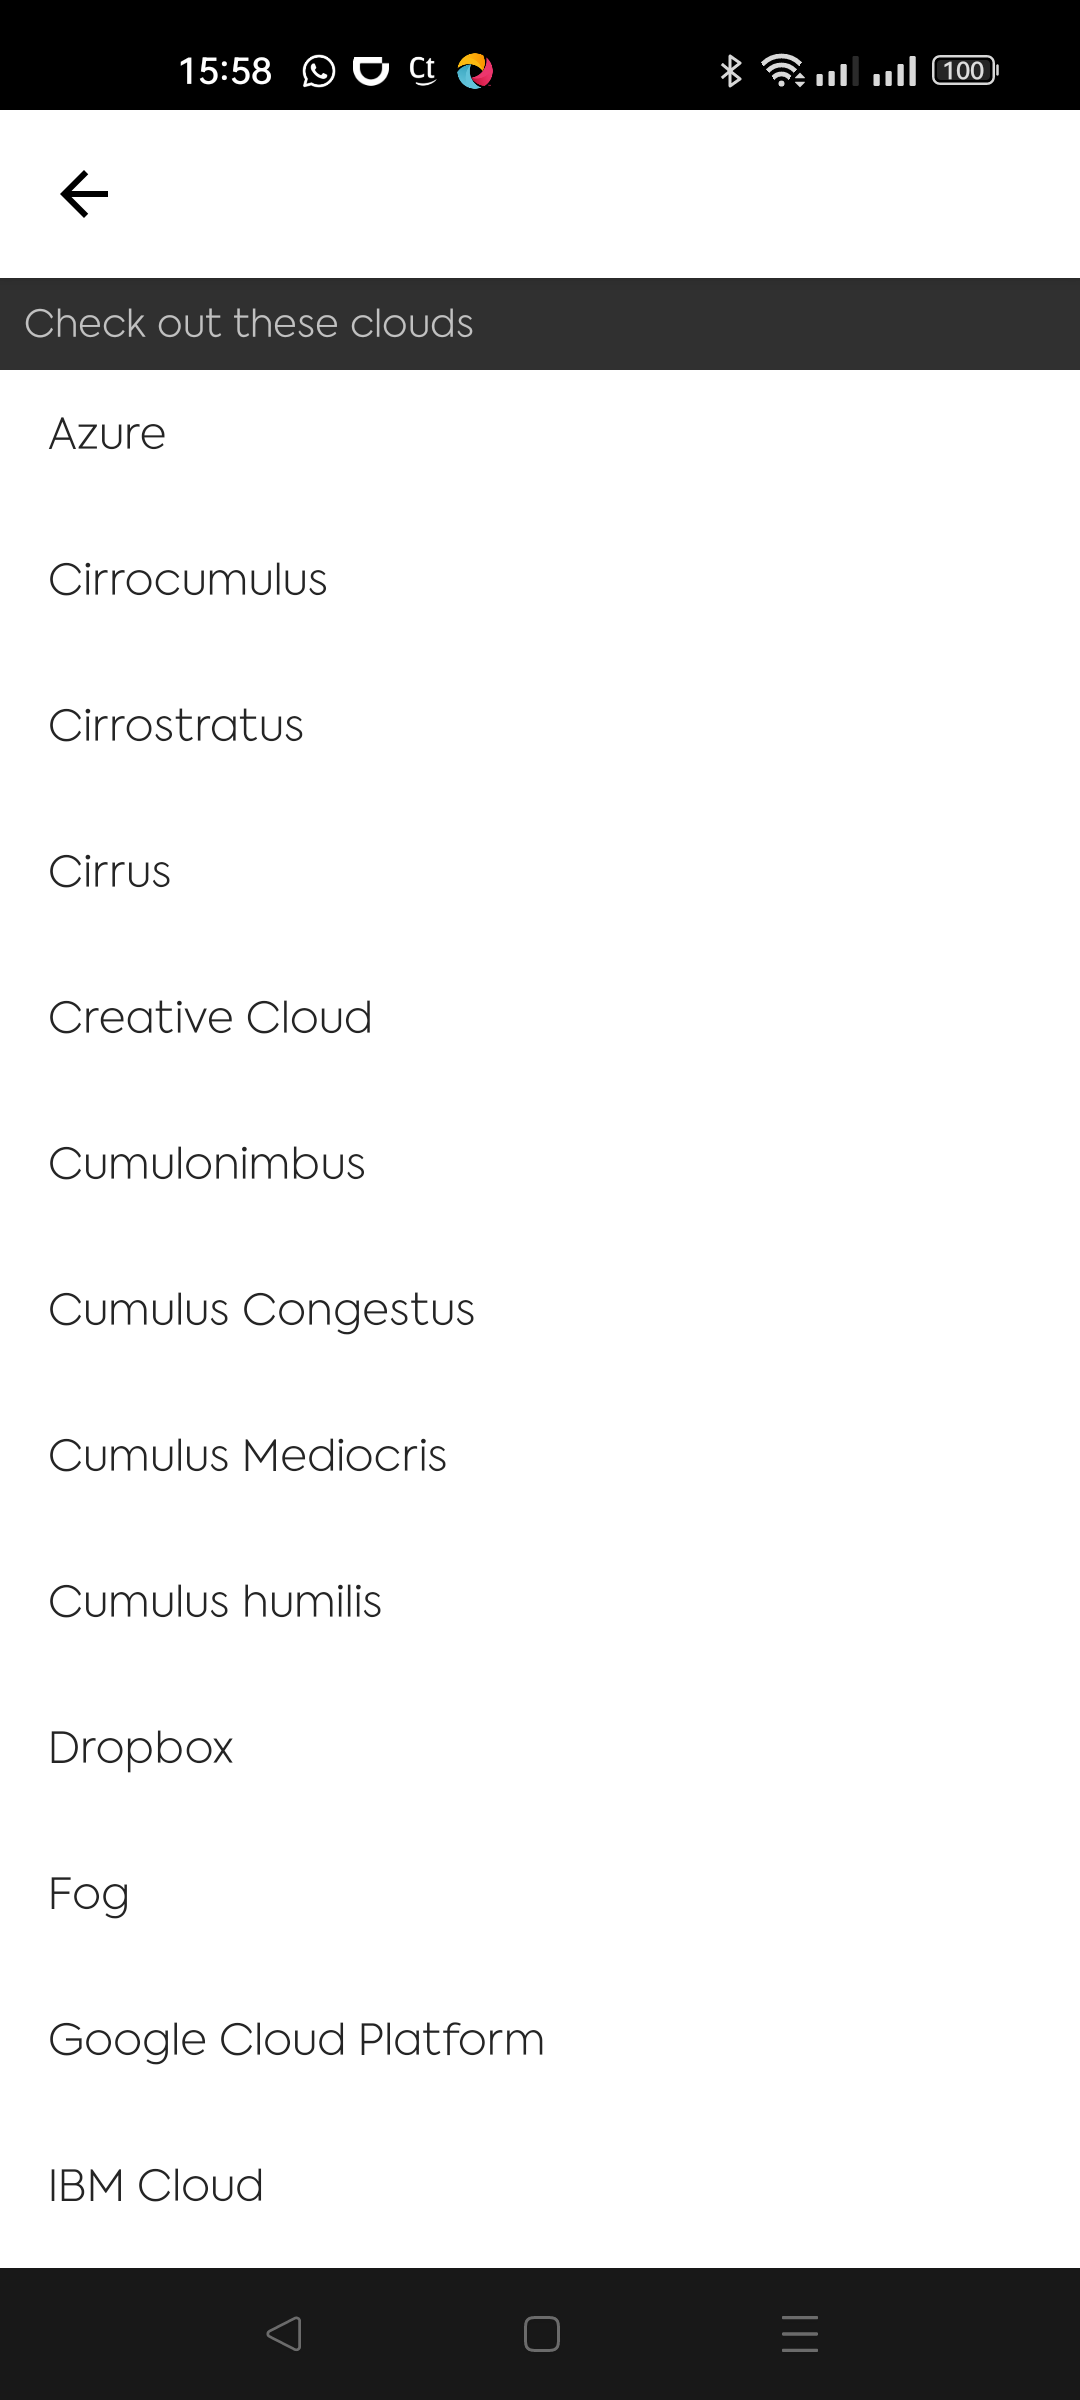 15:58 Ct 100
Check out these clouds
Azure
Cirrocumulus
Cirrostratus
Cirrus
Creative Cloud
Cumulonimbus
Cumulus Congestus
Cumulus Mediocris
Cumulus humilis
Dropbox
Fog
Google Cloud Platform
IBM Cloud